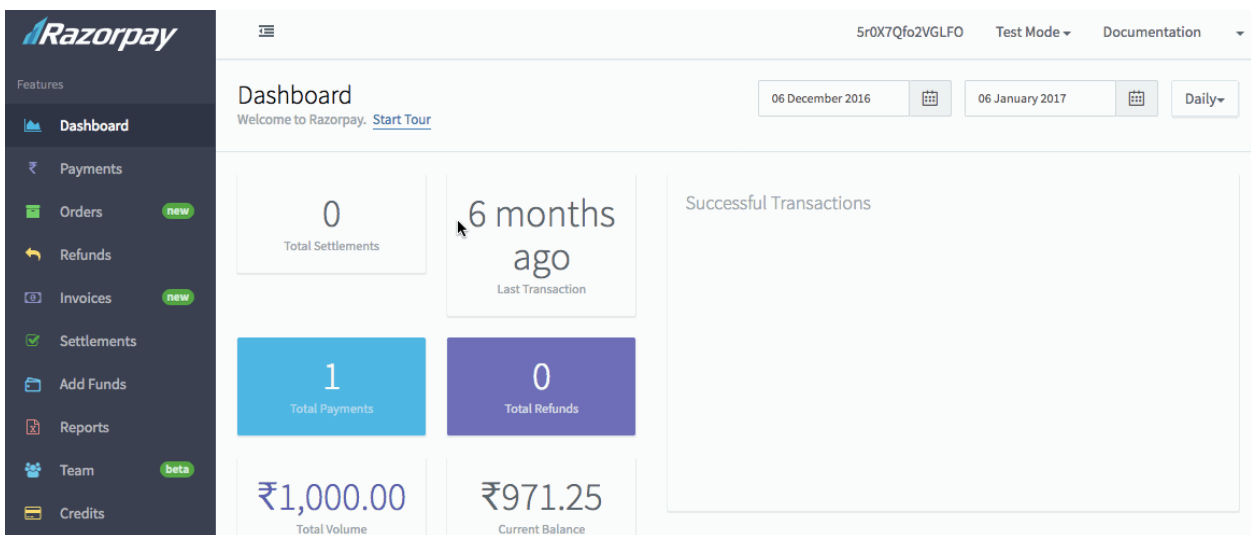 Razorpay
5r0X7Qfo2VGLFO Test Mode Documentation
Features
Dashboard
Payments
Orders new
Refunds
Invoices new
Settlements
Add Funds
Reports
Team beta
Credits
Dashboard
Welcome to Razorpay. Start Tour
06 December 2016 06 January 2017 Daily
0
Total Settlements
6 months
ago
Last Transaction
1
Total Payments
0
Total Refunds
₹1,000.00
Total Volume
₹971.25
Current Balance
Successful Transactions